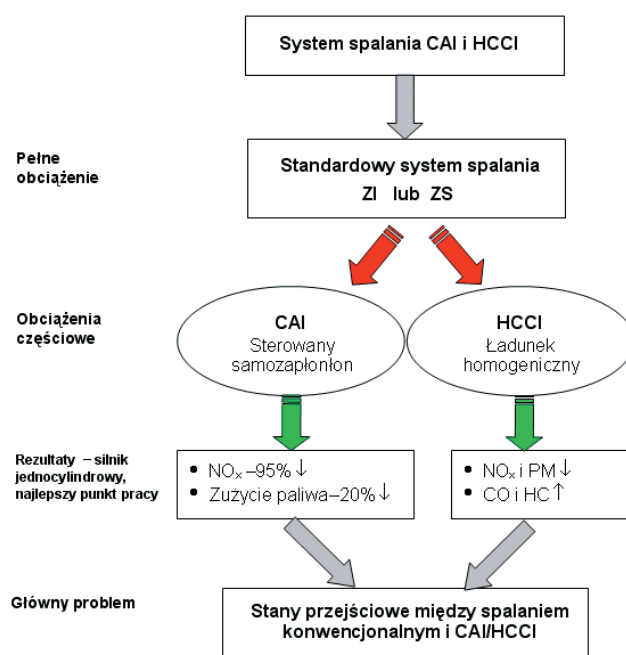 System spalania CAI i HCCI
Pełne
obciążenie
Standardowy system spalania
ZI lub ZS
Obciążenia
częściowe
CAI
Sterowany
samozapłonłon
HCCI
Ładunek
homogeniczny
Rezultaty – silnik
jednocylindrowy,
najlepszy punkt pracy
• NOₓ –95% ↓
• Zużycie paliwa–20% ↓
• NOₓ i PM ↓
• CO i HC ↑
Główny problem
Stany przejściowe między spalaniem
konwencjonalnym i CAI/HCCI